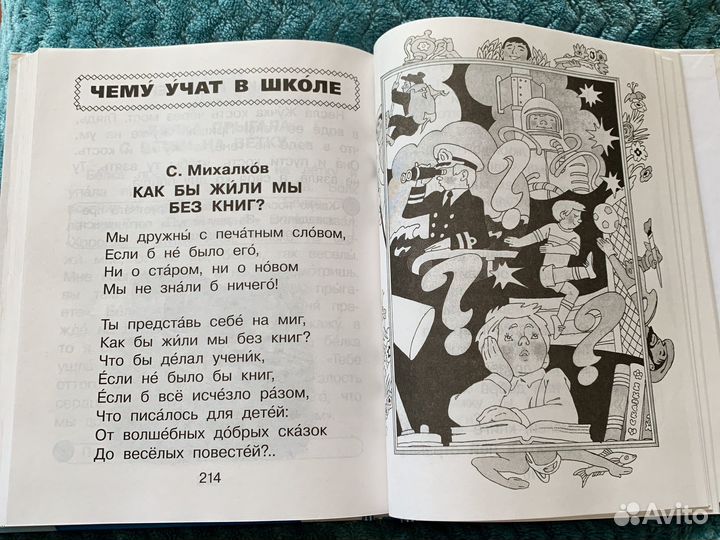 ЧЕМУ́ У́ЧАТ В ШКОЛЕ
С. Михалко́в
КАК БЫ ЖИ́ЛИ МЫ
БЕЗ КНИГ?
Мы дружны́ с печа́тным сло́вом,
Если б не́ было его́,
Ни о ста́ром, ни о но́вом
Мы не зна́ли б ничего́!
Ты предста́вь себе́ на миг,
Как бы жи́ли мы без книг?
Что бы де́лал учени́к,
Е́сли не́ было бы книг,
Е́сли б всё исче́зло ра́зом,
Что писа́лось для дете́й:
От волше́бных до́брых ска́зок
До весёлых повесте́й?..
214
СКАЗКИ
Avito